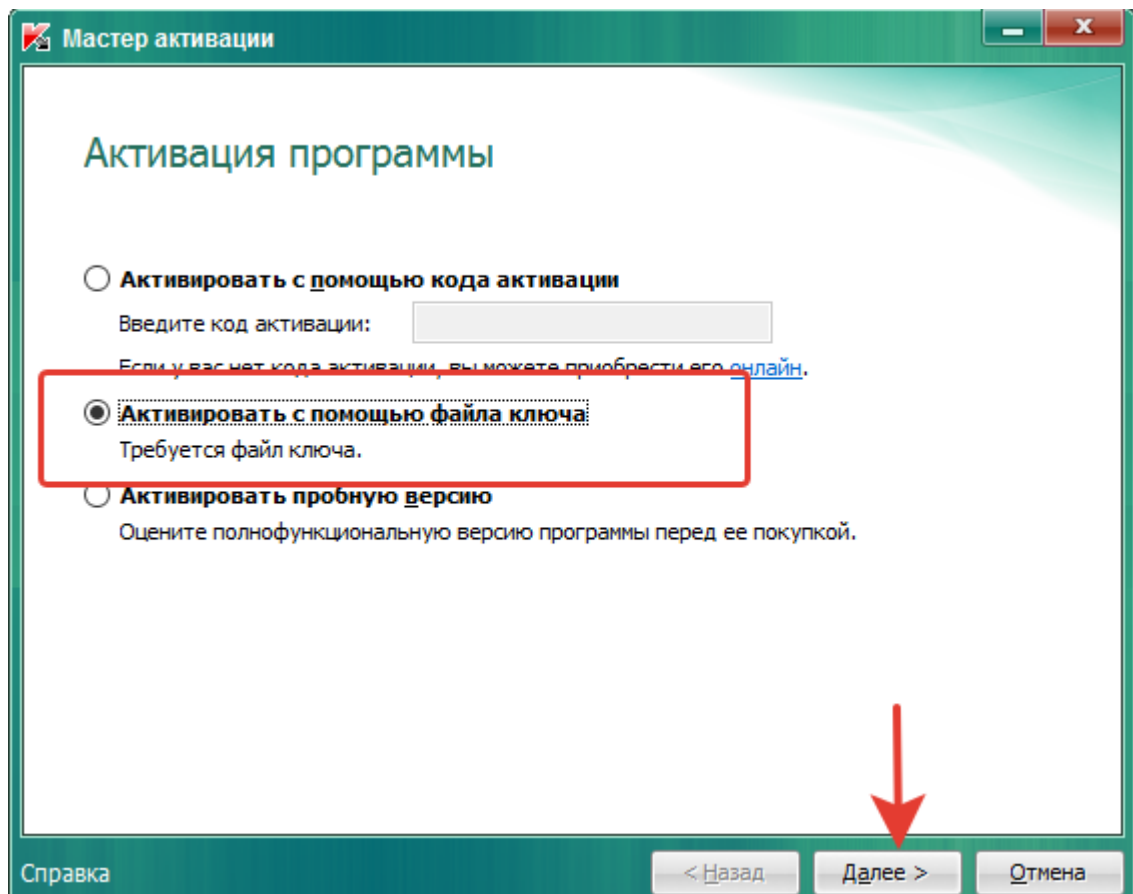 Мастер активации
Активация программы
Активировать с помощью кода активации
Введите код активации:
Если у вас нет кода активации, вы можете приобрести его онлайн.
Активировать с помощью файла ключа
Требуется файл ключа.
Активировать пробную версию
Оцените полнофункциональную версию программы перед ее покупкой.
Справка
< Назад
Далее >
Отмена